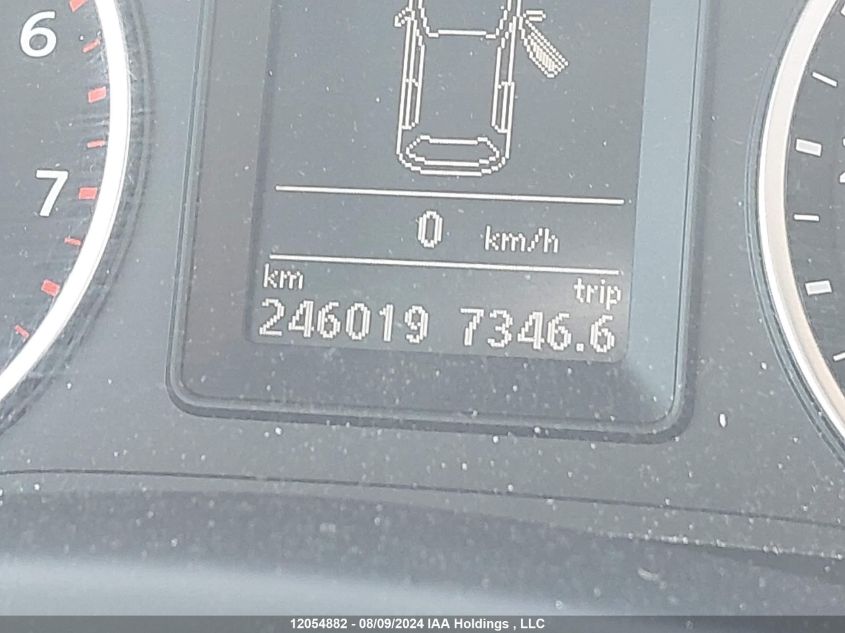 6
7
0 km/h
km trip
246019 7346.6
12054882 - 08/09/2024 IAA Holdings , LLC